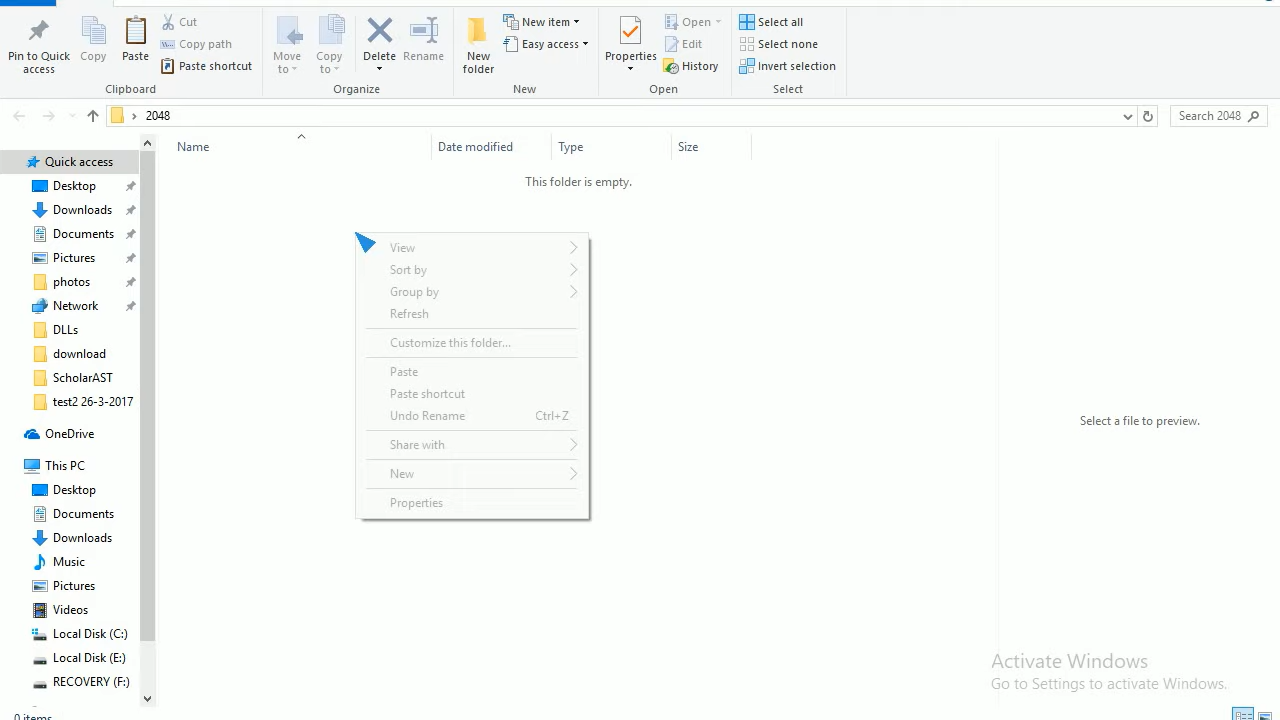 Pin to Quick access
Copy
Paste
Cut
Copy path
Paste shortcut
Clipboard
Move to
Copy to
Delete
Rename
Organize
New folder
New item
Easy access
New
Properties
Open
Edit
History
Open
Select all
Select none
Invert selection
Select
2048
Search 2048
Name
Date modified
Type
Size
This folder is empty.
Quick access
Desktop
Downloads
Documents
Pictures
photos
Network
DLLs
download
ScholarAST
test2 26-3-2017
OneDrive
This PC
Desktop
Documents
Downloads
Music
Pictures
Videos
Local Disk (C:)
Local Disk (E:)
RECOVERY (F:)
View
Sort by
Group by
Refresh
Customize this folder...
Paste
Paste shortcut
Undo Rename Ctrl+Z
Share with
New
Properties
Select a file to preview.
Activate Windows
Go to Settings to activate Windows.
0 items